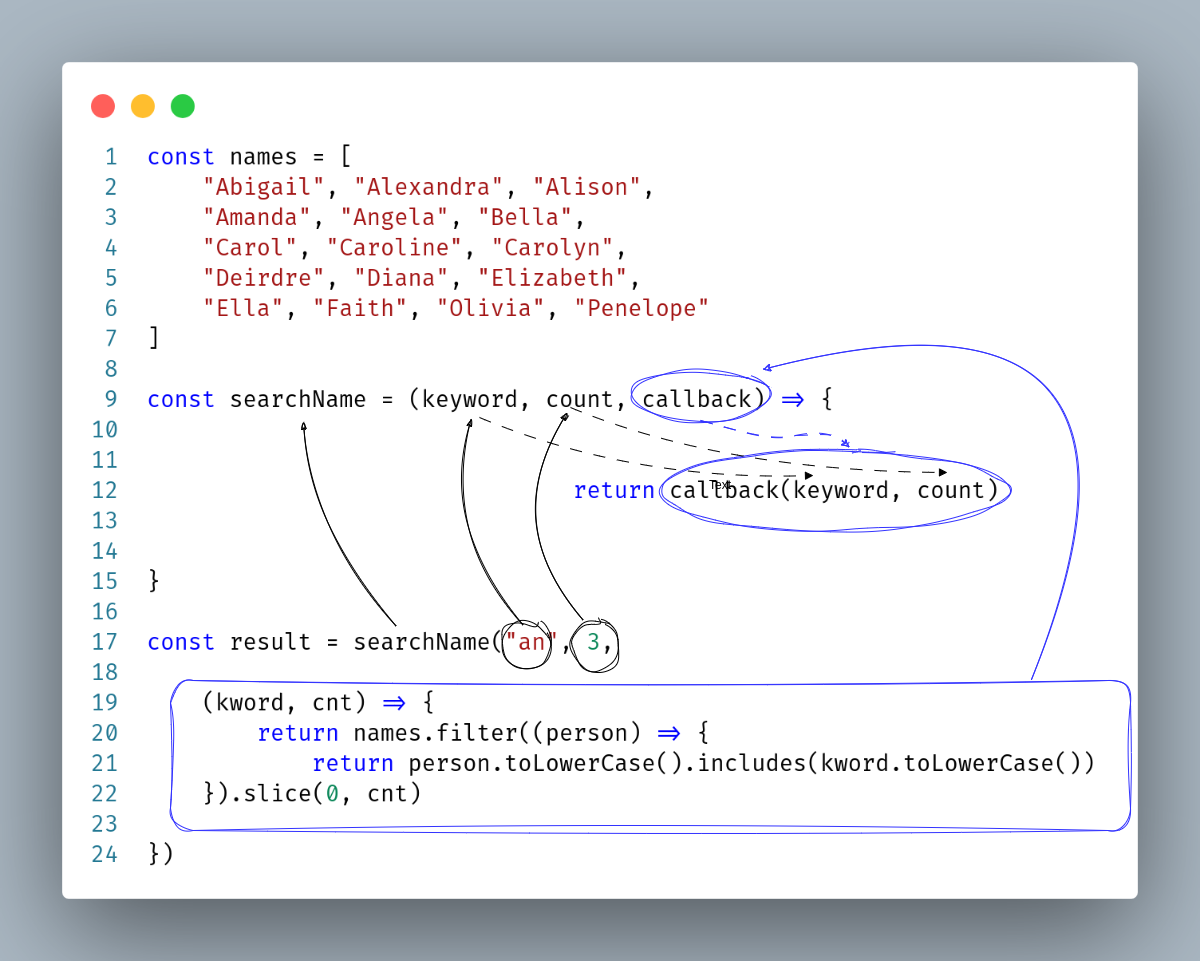 1 const names = [
2 "Abigail", "Alexandra", "Alison",
3 "Amanda", "Angela", "Bella",
4 "Carol", "Caroline", "Carolyn",
5 "Deirdre", "Diana", "Elizabeth",
6 "Ella", "Faith", "Olivia", "Penelope"
7 ]
8
9 const searchName = (keyword, count, callback) => {
10
11
Text
12 return callback(keyword, count)
13
14
15 }
16
17 const result = searchName("an", 3,
18
19 (kword, cnt) => {
20 return names.filter((person) => {
21 return person.toLowerCase().includes(kword.toLowerCase())
22 }).slice(0, cnt)
23
24 })